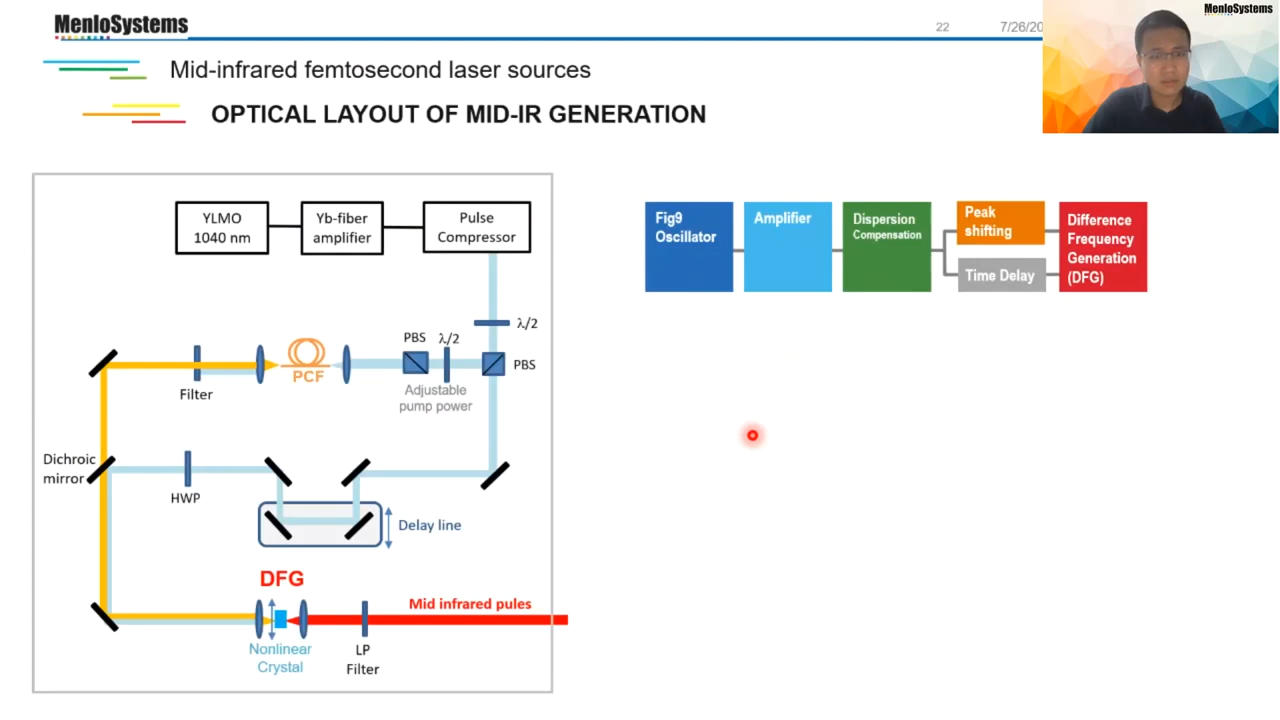 MenloSystems
22
7/26/20
MenloSystems
Mid-infrared femtosecond laser sources
OPTICAL LAYOUT OF MID-IR GENERATION
YLMO
1040 nm
Yb-fiber
amplifier
Pulse
Compressor
λ/2
PBS
λ/2
PBS
PCF
Filter
Adjustable
pump power
Dichroic
mirror
HWP
Delay line
DFG
Mid infrared pules
Nonlinear
Crystal
LP
Filter
Fig9
Oscillator
Amplifier
Dispersion
Compensation
Peak
shifting
Time Delay
Difference
Frequency
Generation
(DFG)